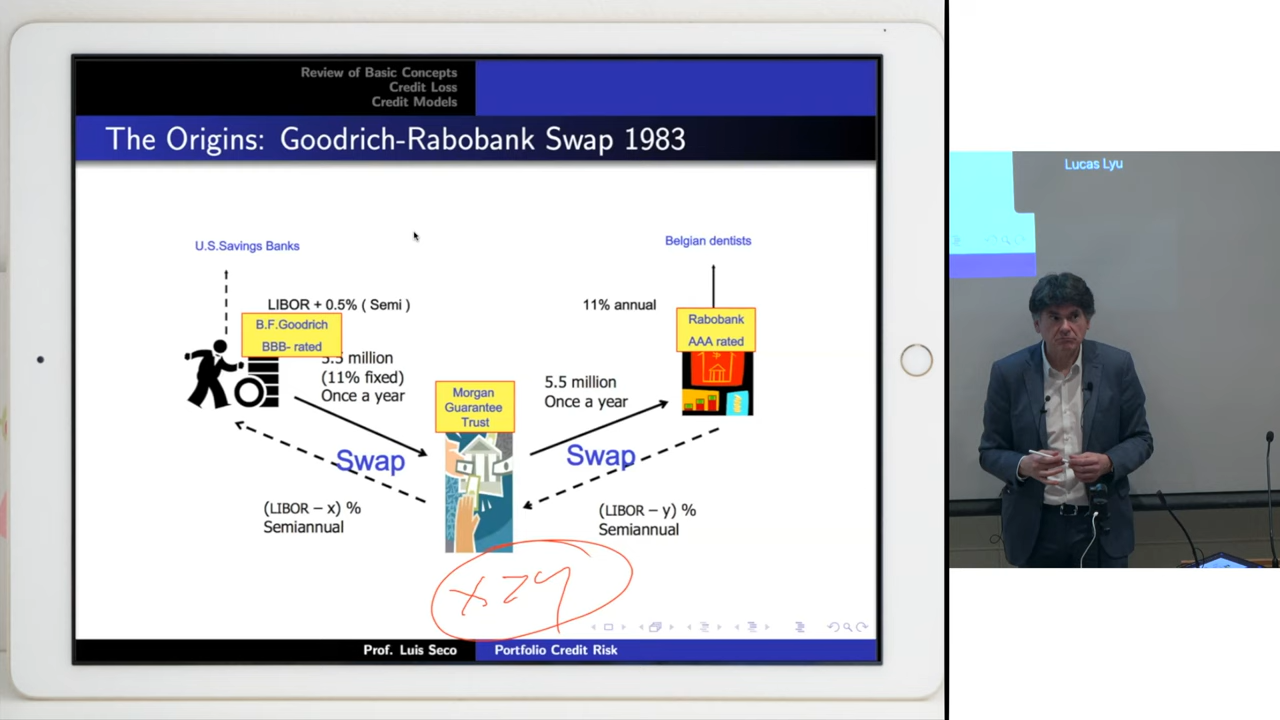 Review of Basic Concepts
Credit Loss
Credit Models
The Origins: Goodrich-Rabobank Swap 1983
U.S.Savings Banks
Belgian dentists
LIBOR + 0.5% ( Semi )
11% annual
B.F.Goodrich
BBB- rated
Rabobank
AAA rated
5.5 million
(11% fixed)
Once a year
Morgan
Guarantee
Trust
5.5 million
Once a year
Swap
Swap
(LIBOR – x) %
Semiannual
(LIBOR – y) %
Semiannual
Prof. Luis Seco
Portfolio Credit Risk
Lucas Lyu